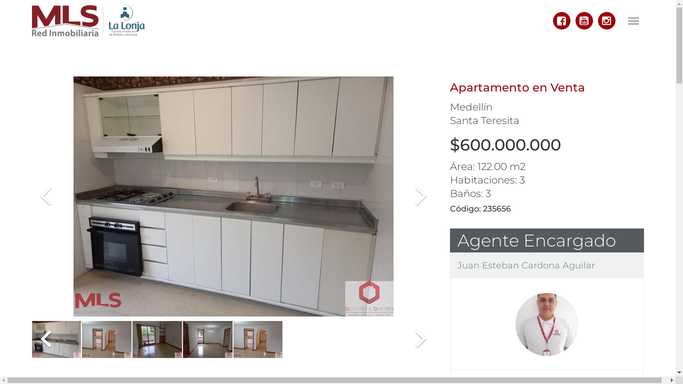 MLS
Red Inmobiliaria
La Lonja
Apartamento en Venta
Medellín
Santa Teresita
$600.000.000
Área: 122.00 m2
Habitaciones: 3
Baños: 3
Código: 235656
Agente Encargado
Juan Esteban Cardona Aguilar
MLS